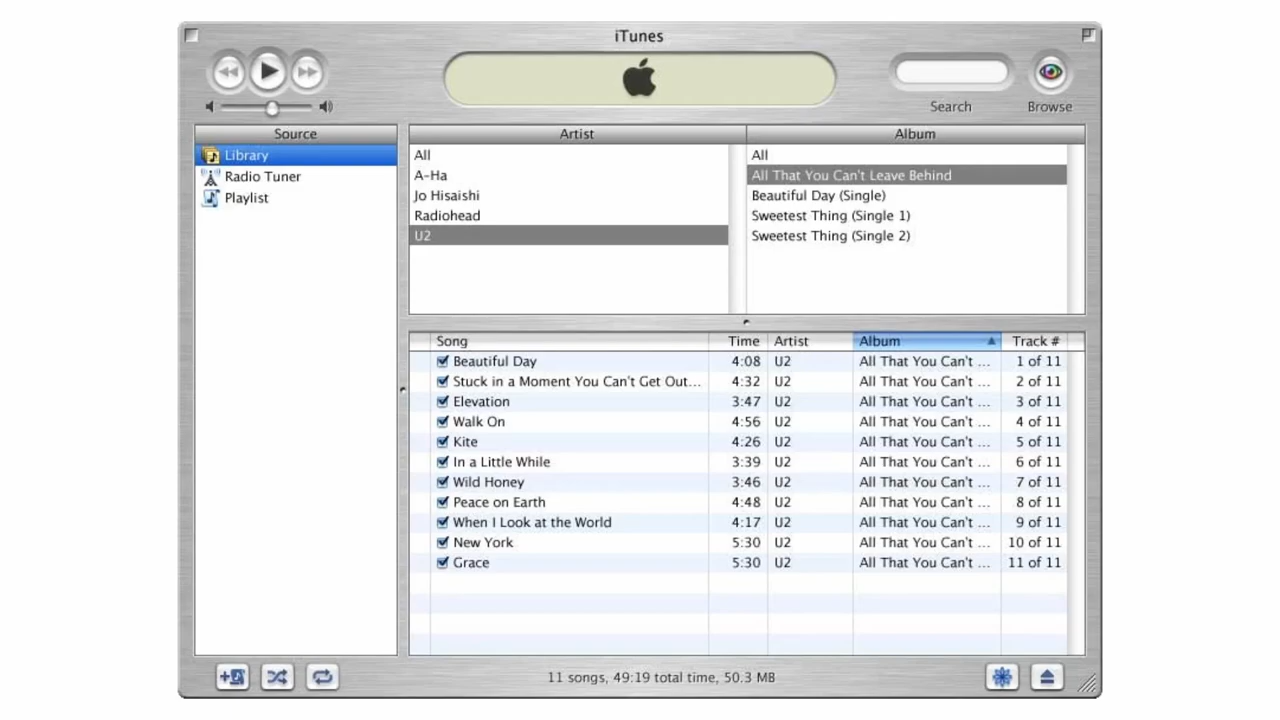 iTunes
Search
Browse
Source
Library
Radio Tuner
Playlist
Artist
All
A-Ha
Jo Hisaishi
Radiohead
U2
Album
All
All That You Can't Leave Behind
Beautiful Day (Single)
Sweetest Thing (Single 1)
Sweetest Thing (Single 2)
Song Time Artist Album Track #
Beautiful Day 4:08 U2 All That You Can't ... 1 of 11
Stuck in a Moment You Can't Get Out... 4:32 U2 All That You Can't ... 2 of 11
Elevation 3:47 U2 All That You Can't ... 3 of 11
Walk On 4:56 U2 All That You Can't ... 4 of 11
Kite 4:26 U2 All That You Can't ... 5 of 11
In a Little While 3:39 U2 All That You Can't ... 6 of 11
Wild Honey 3:46 U2 All That You Can't ... 7 of 11
Peace on Earth 4:48 U2 All That You Can't ... 8 of 11
When I Look at the World 4:17 U2 All That You Can't ... 9 of 11
New York 5:30 U2 All That You Can't ... 10 of 11
Grace 5:30 U2 All That You Can't ... 11 of 11
11 songs, 49:19 total time, 50.3 MB